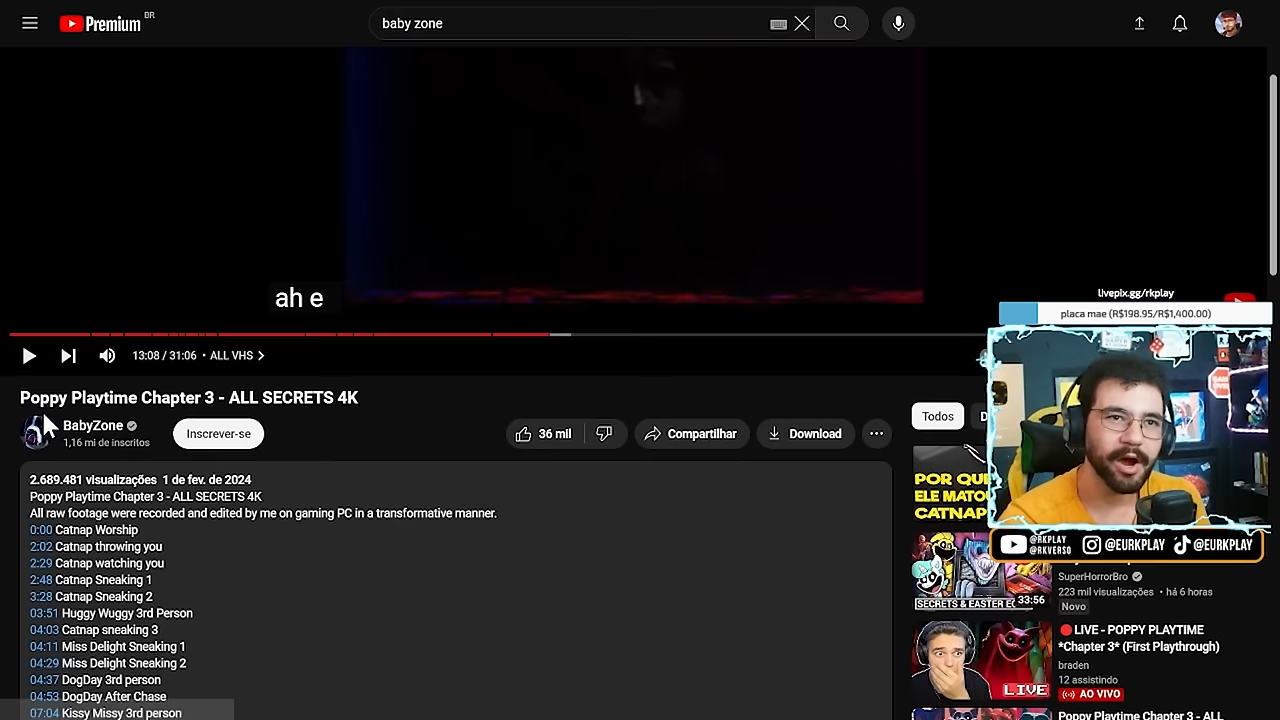 Premium BR
baby zone
ah e
13:08 / 31:06 • ALL VHS
livepix.gg/rkplay
placa mae (R$198.95/R$1,400.00)
Poppy Playtime Chapter 3 - ALL SECRETS 4K
BabyZone
1,16 mi de inscritos
Inscrever-se
36 mil
Compartilhar
Download
Todos
2.689.481 visualizações 1 de fev. de 2024
Poppy Playtime Chapter 3 - ALL SECRETS 4K
All raw footage were recorded and edited by me on gaming PC in a transformative manner.
0:00 Catnap Worship
2:02 Catnap throwing you
2:29 Catnap watching you
2:48 Catnap Sneaking 1
3:28 Catnap Sneaking 2
03:51 Huggy Wuggy 3rd Person
04:03 Catnap sneaking 3
04:11 Miss Delight Sneaking 1
04:29 Miss Delight Sneaking 2
04:37 DogDay 3rd person
04:53 DogDay After Chase
07:04 Kissy Missy 3rd person
POR QUE
ELE MATOU
CATNAP
@RKPLAY
@RKVERSO
@EURKPLAY
@EURKPLAY
SuperHorrorBro
223 mil visualizações • há 6 horas
Novo
SECRETS & EASTER EG
33:56
LIVE - POPPY PLAYTIME
*Chapter 3* (First Playthrough)
braden
12 assistindo
AO VIVO
LIVE
Poppy Playtime Chapter 3 - ALL